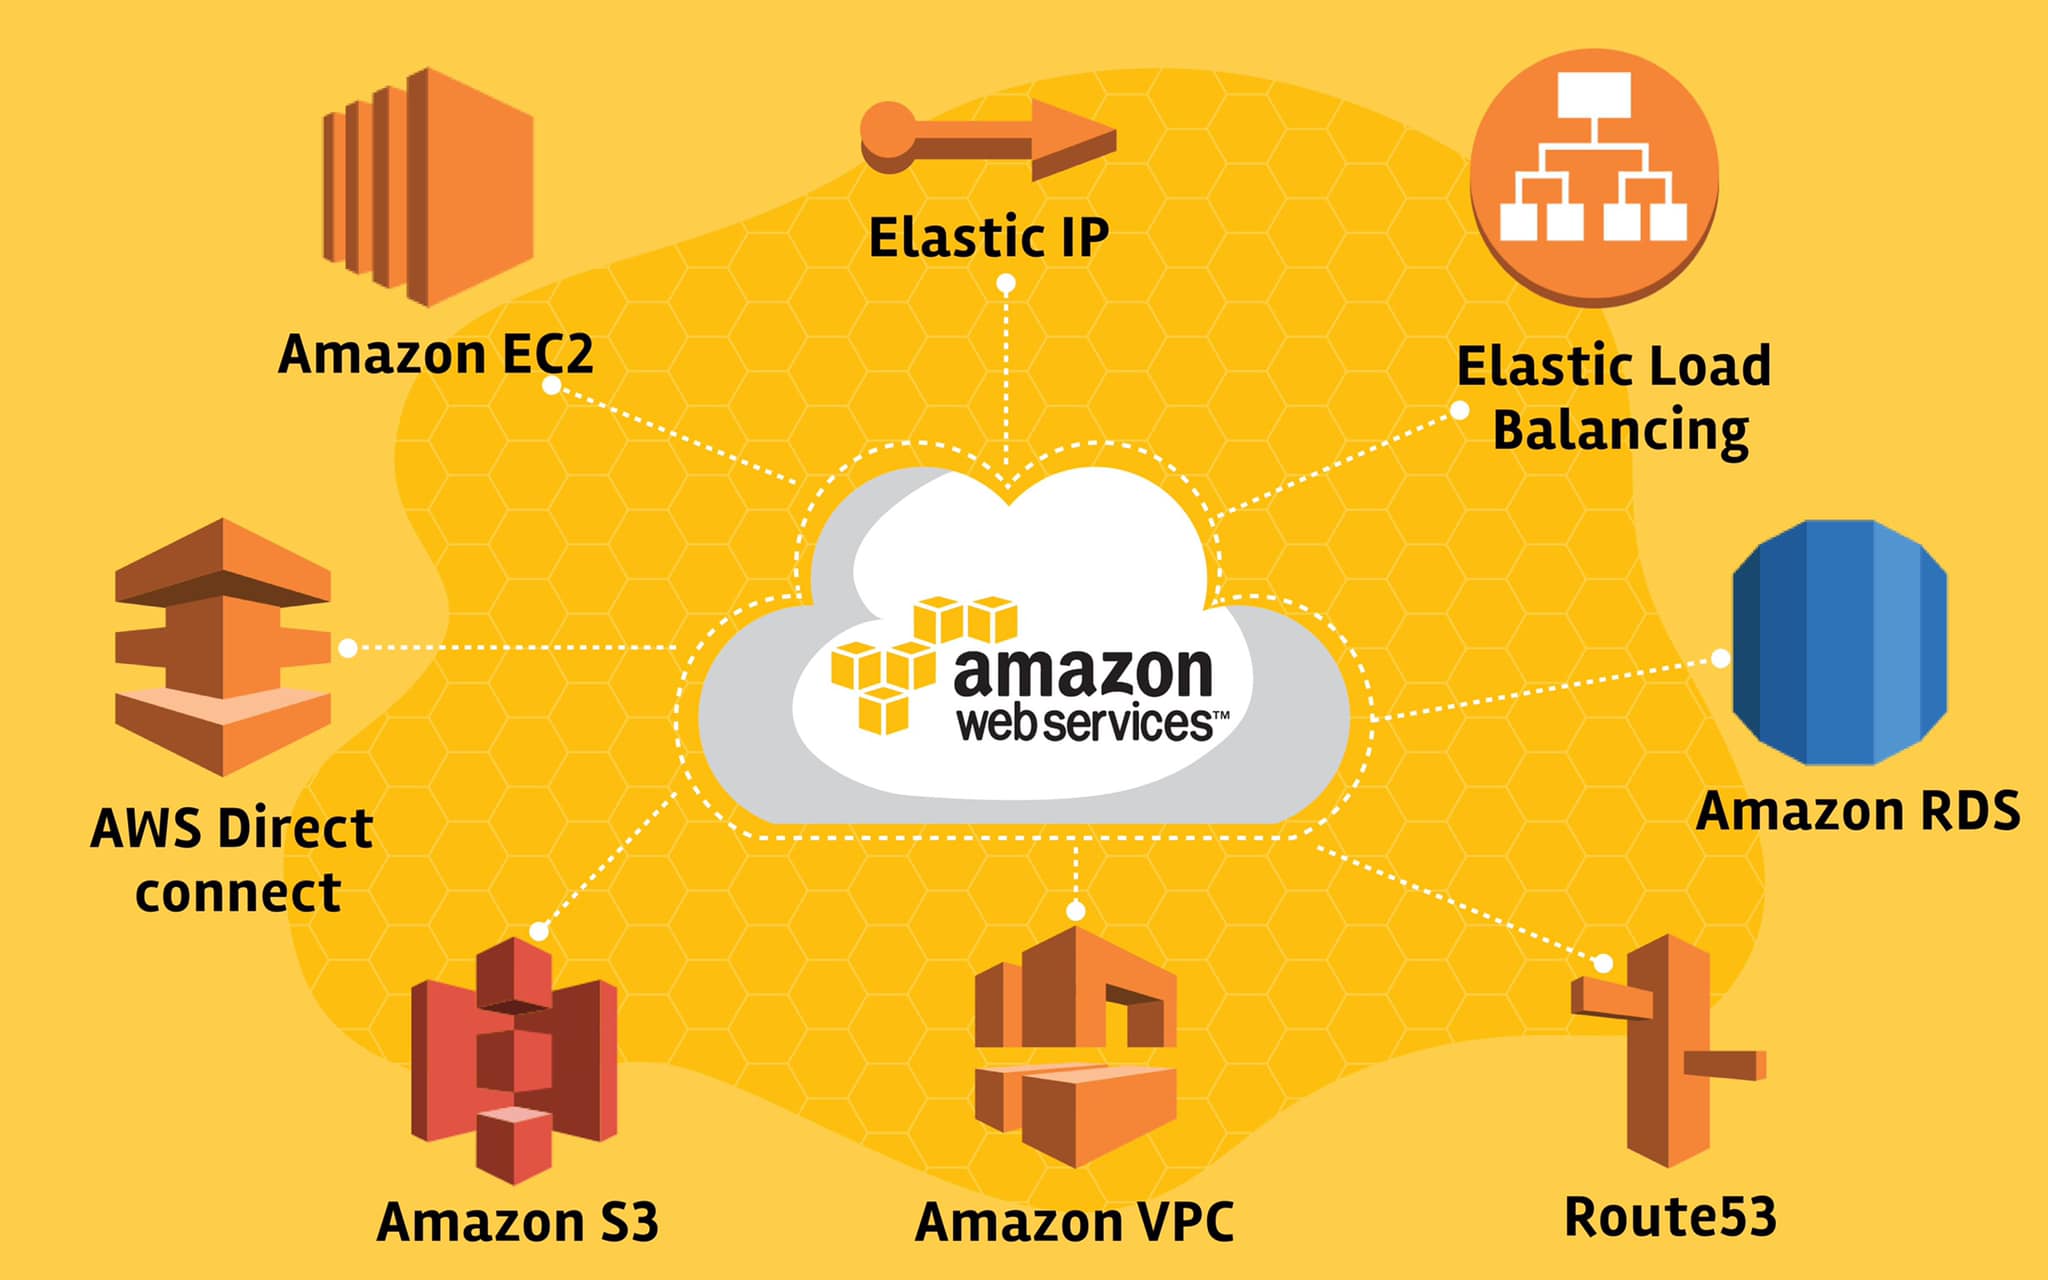 Elastic IP
Amazon EC2
Elastic Load
Balancing
amazon
web services™
AWS Direct
connect
Amazon RDS
Amazon S3
Amazon VPC
Route53